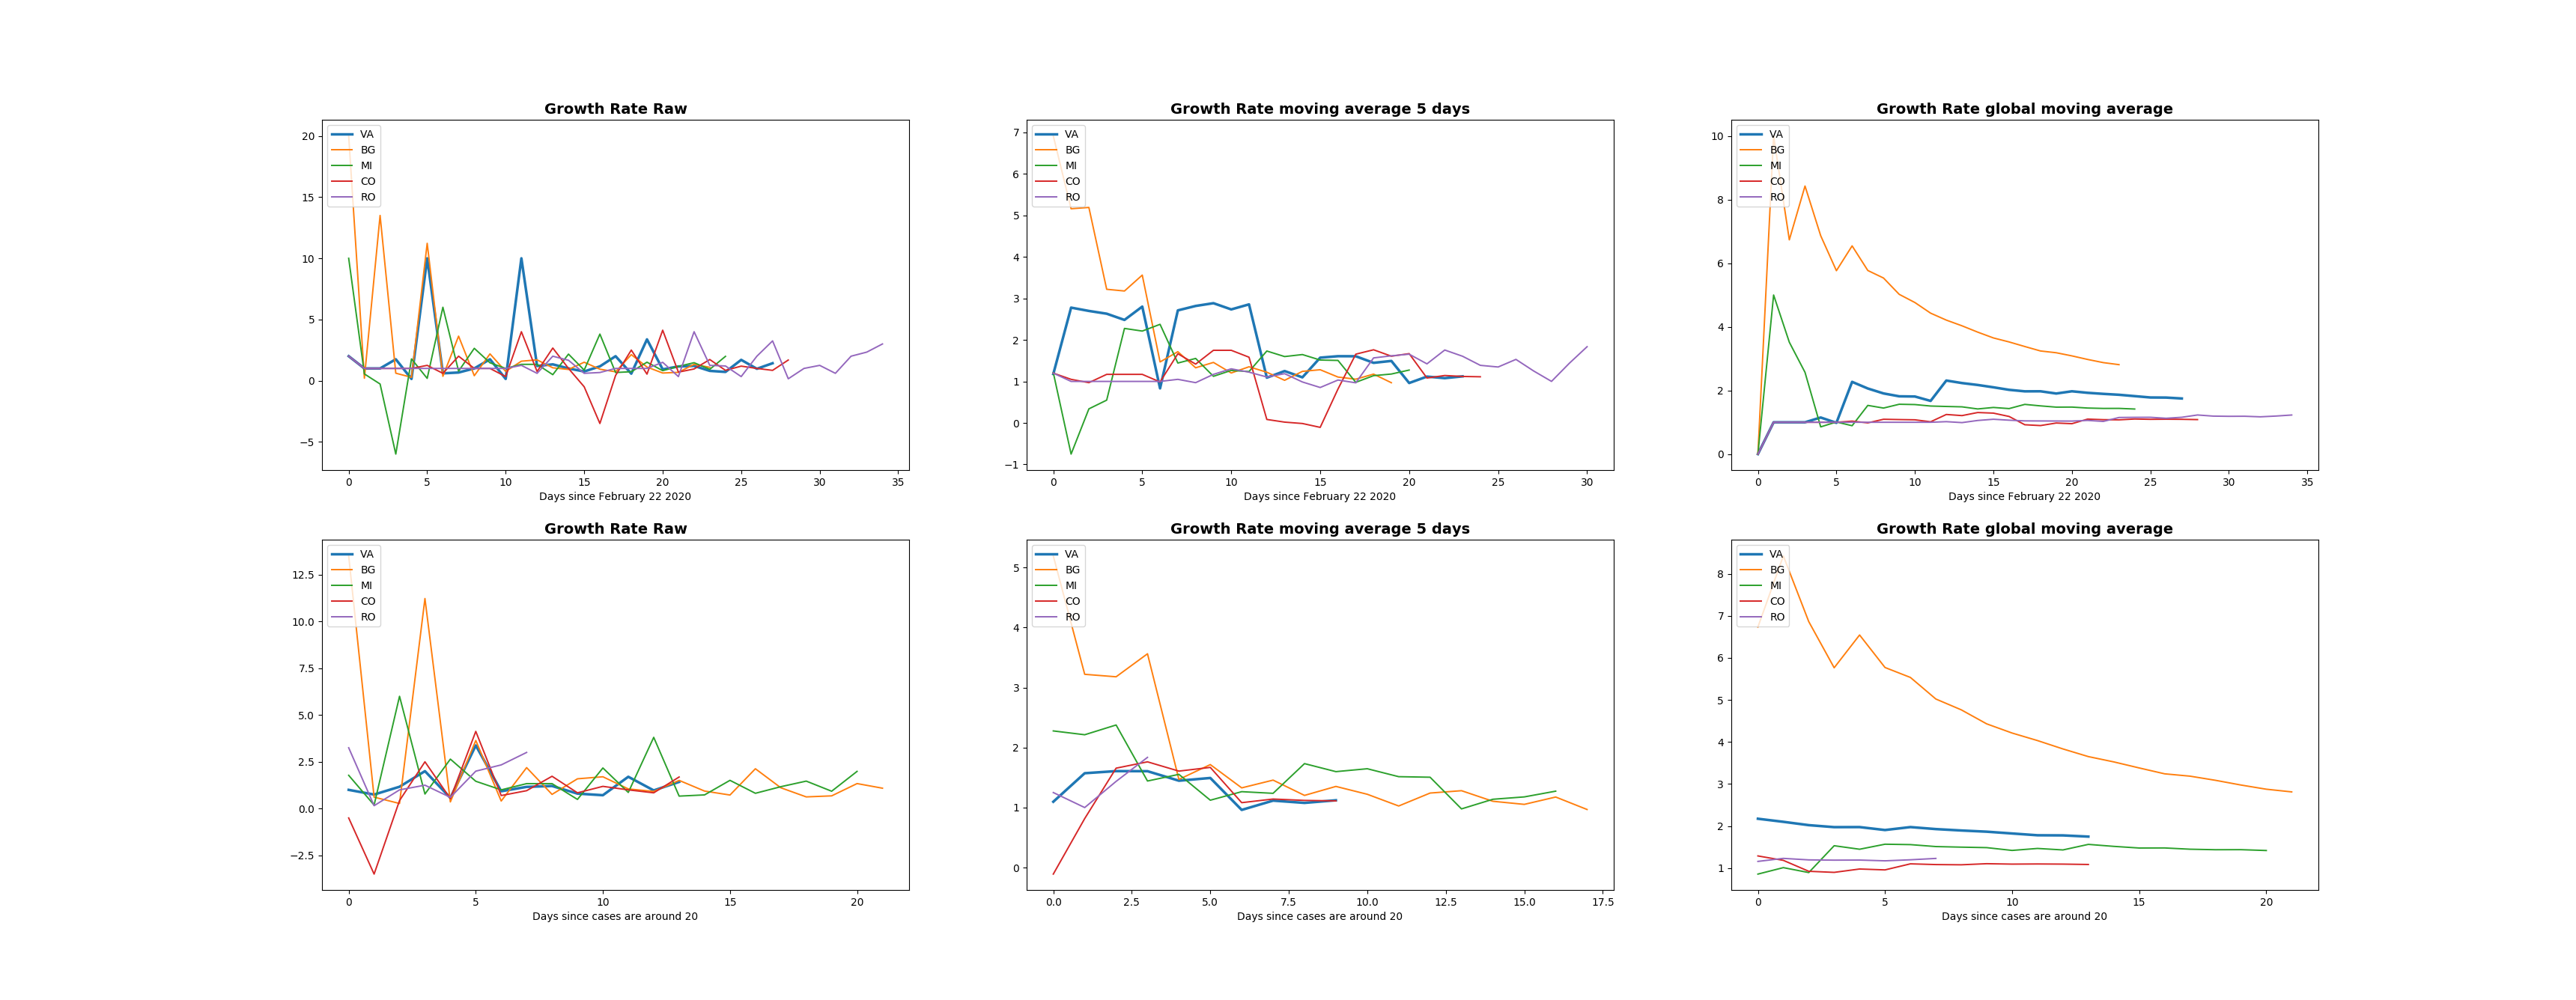 Growth Rate Raw
20
15
10
5
0
−5
VA
BG
MI
CO
RO
0 5 10 15 20 25 30 35
Days since February 22 2020
Growth Rate moving average 5 days
7
6
5
4
3
2
1
0
−1
VA
BG
MI
CO
RO
0 5 10 15 20 25 30
Days since February 22 2020
Growth Rate global moving average
10
8
6
4
2
0
VA
BG
MI
CO
RO
0 5 10 15 20 25 30 35
Days since February 22 2020
Growth Rate Raw
12.5
10.0
7.5
5.0
2.5
0.0
−2.5
VA
BG
MI
CO
RO
0 5 10 15 20
Days since cases are around 20
Growth Rate moving average 5 days
5
4
3
2
1
0
VA
BG
MI
CO
RO
0.0 2.5 5.0 7.5 10.0 12.5 15.0 17.5
Days since cases are around 20
Growth Rate global moving average
8
7
6
5
4
3
2
1
VA
BG
MI
CO
RO
0 5 10 15 20
Days since cases are around 20